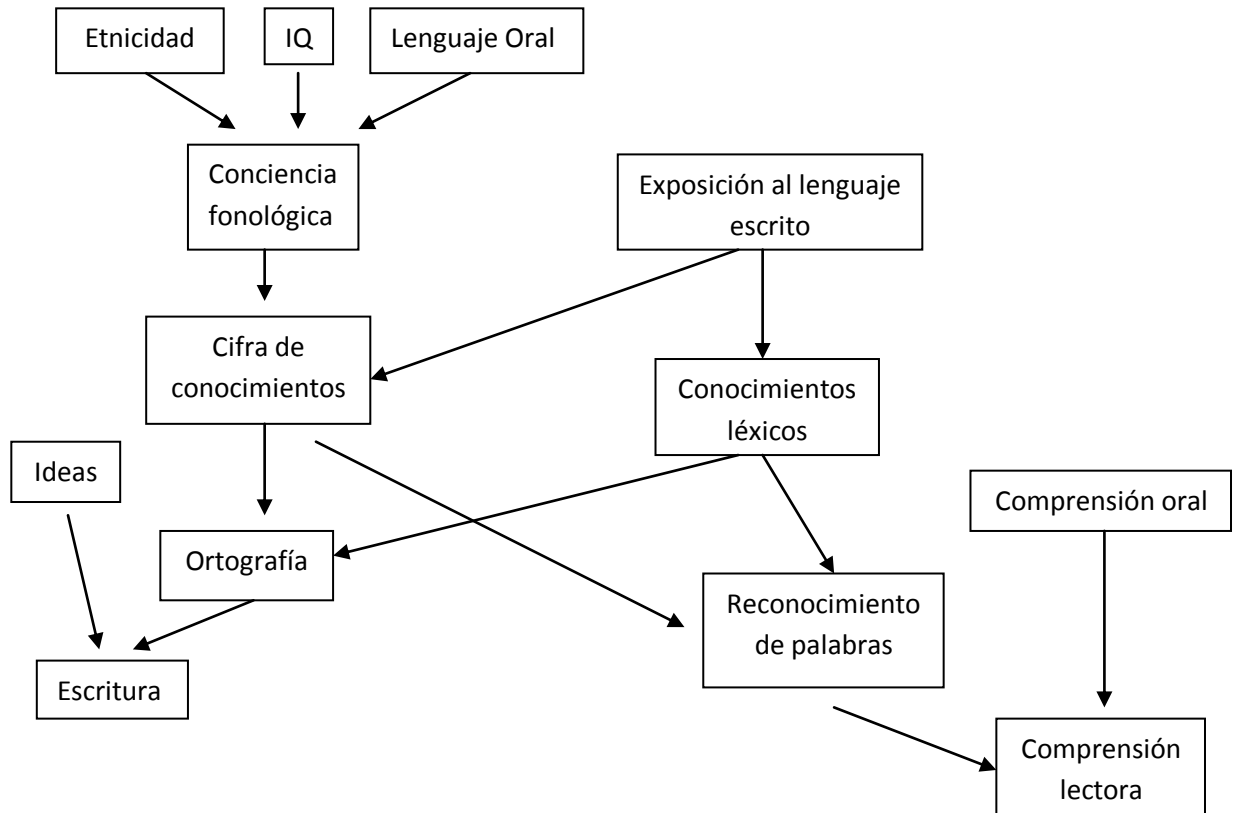 Etnicidad
IQ
Lenguaje Oral
Conciencia
fonológica
Exposición al lenguaje
escrito
Cifra de
conocimientos
Conocimientos
léxicos
Ideas
Comprensión oral
Ortografía
Reconocimiento
de palabras
Escritura
Comprensión
lectora